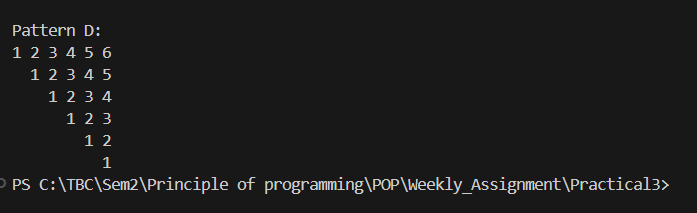 Pattern D:
1 2 3 4 5 6
  1 2 3 4 5
    1 2 3 4
      1 2 3
        1 2
          1
PS C:\TBC\Sem2\Principle of programming\POP\Weekly_Assignment\Practical3>